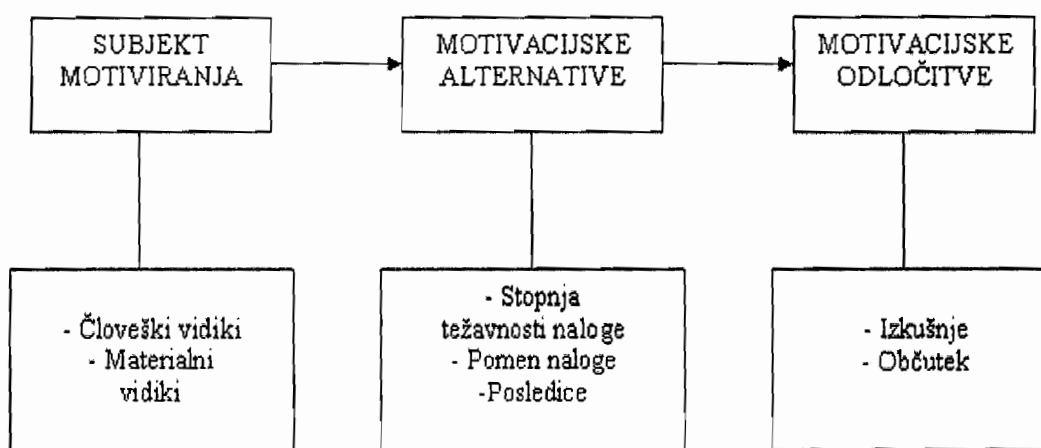 SUBJEKT
MOTIVIRANJA
MOTIVACIJSKE
ALTERNATIVE
MOTIVACIJSKE
ODLOČITVE
- Človeški vidiki
- Materialni
vidiki
- Stopnja
težavnosti naloge
- Pomen naloge
-Posledice
- Izkušnje
- Občutek